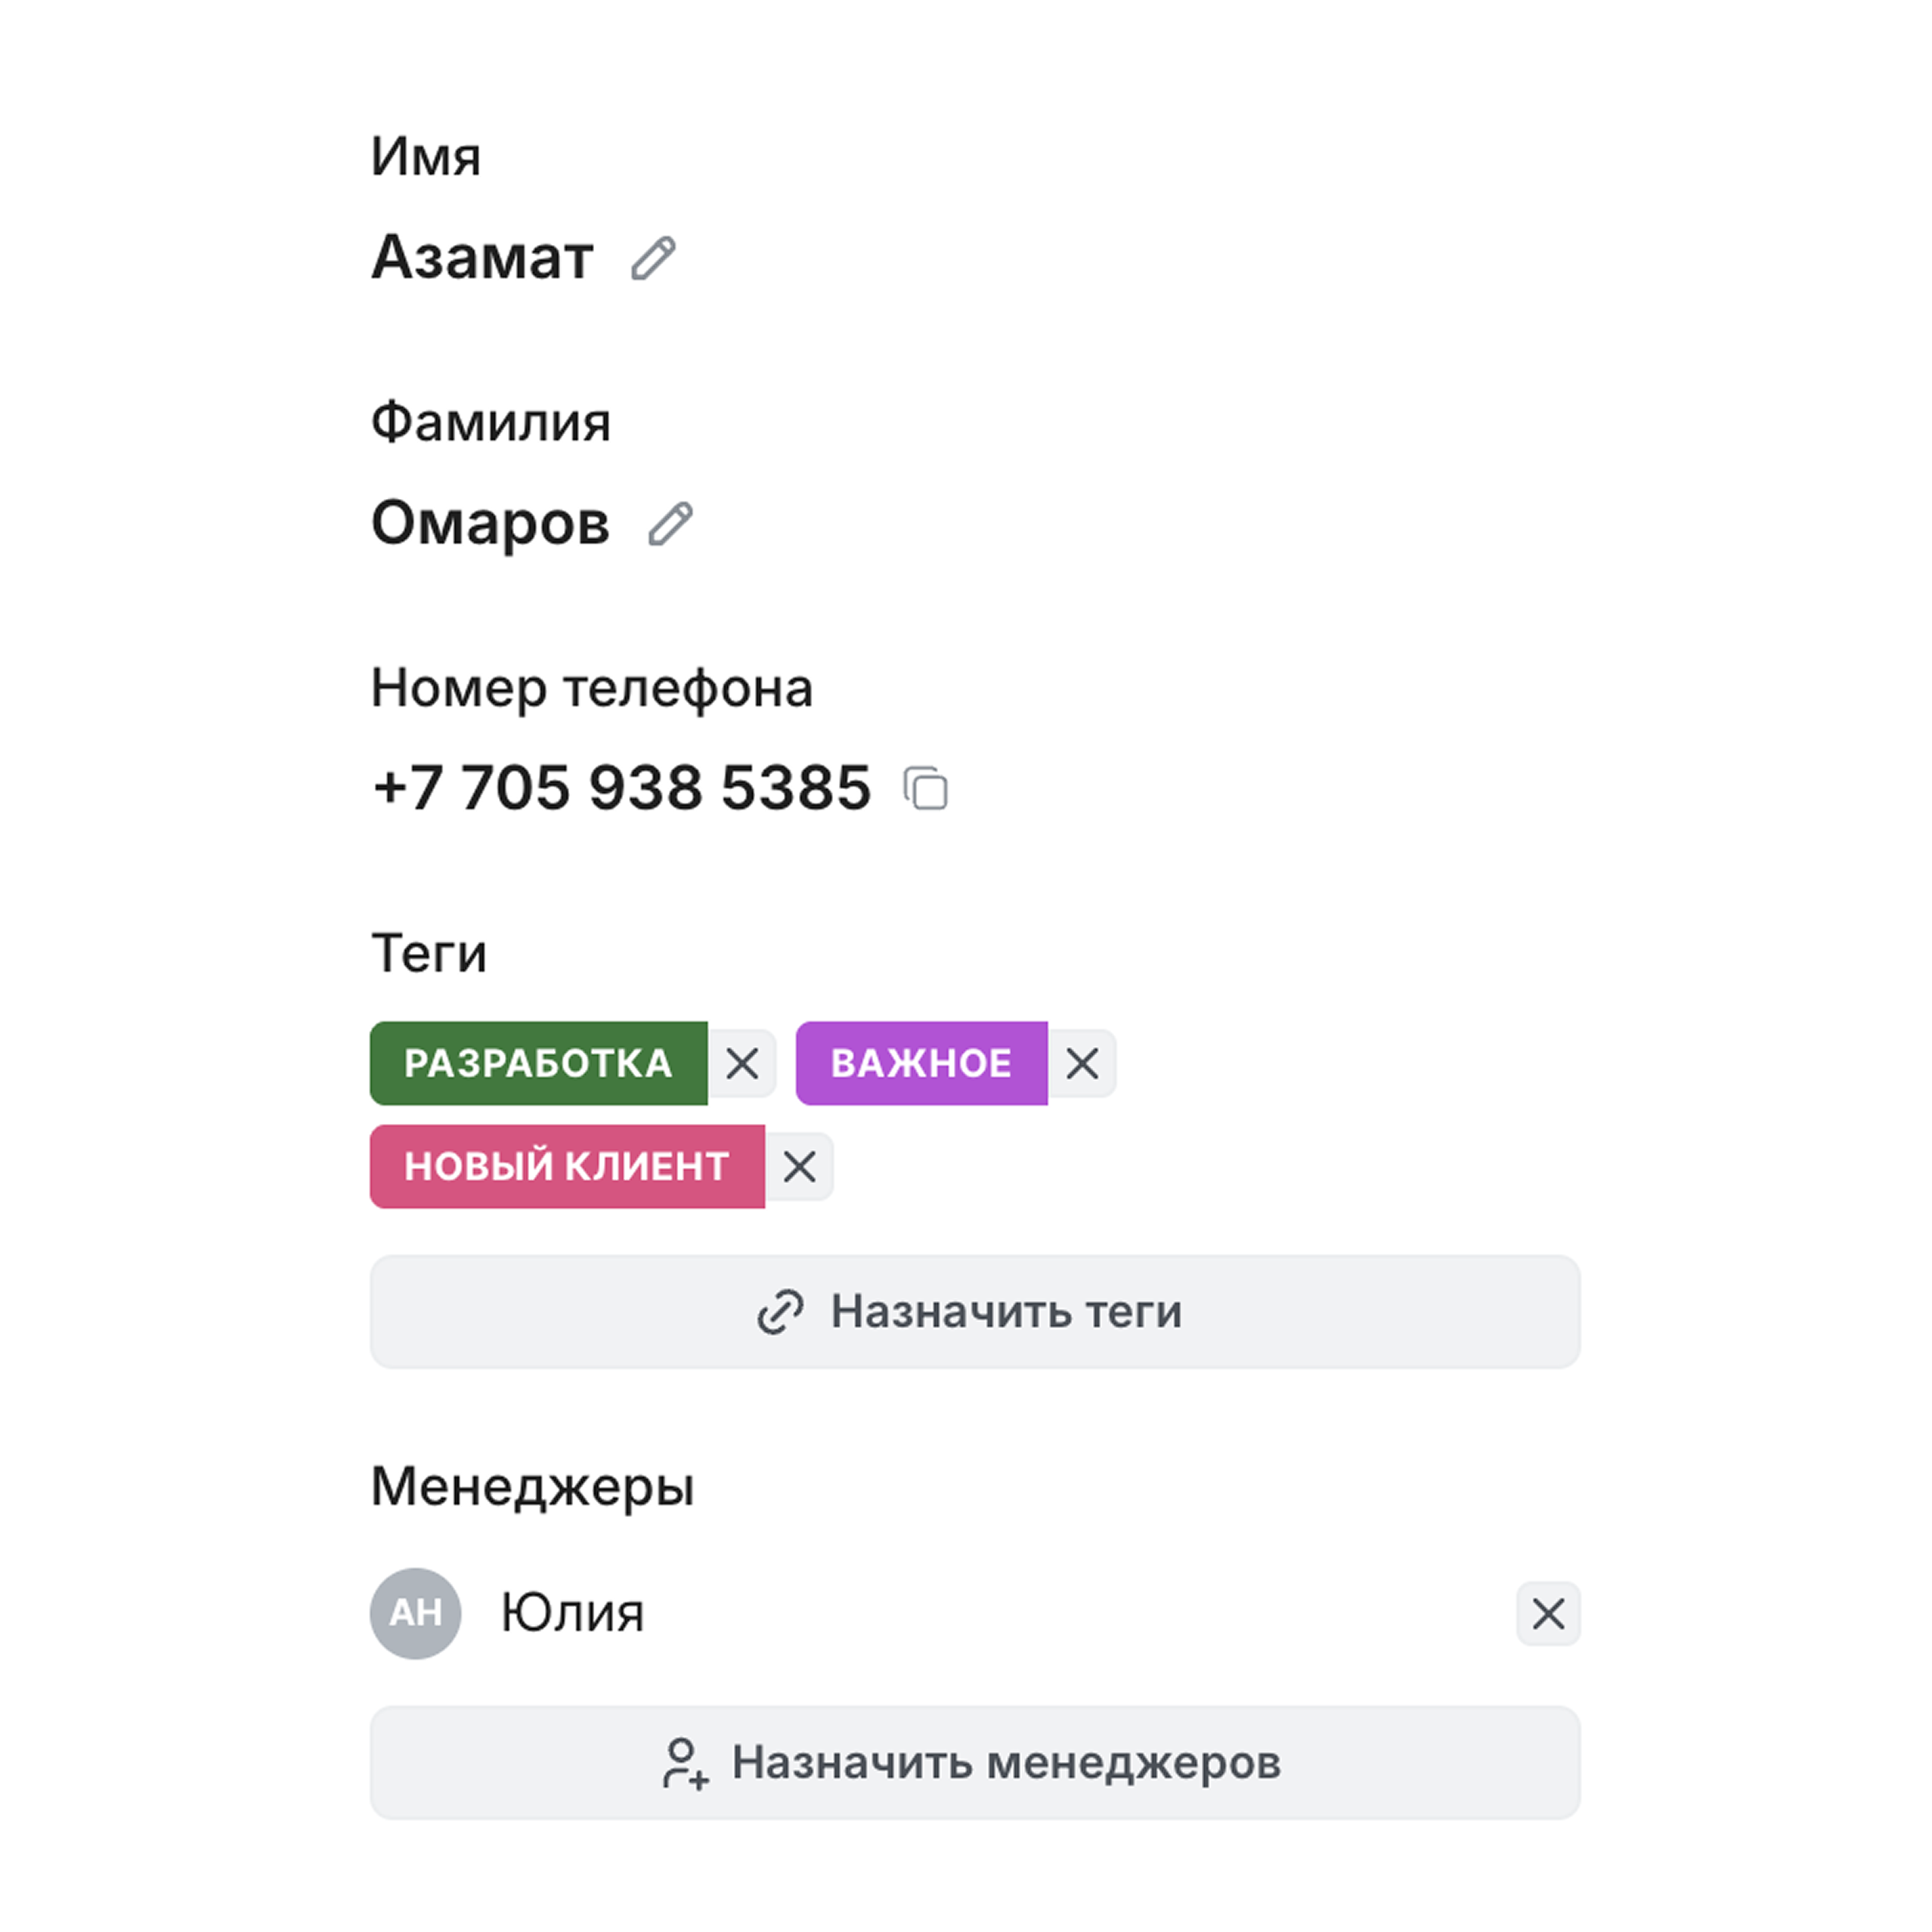 Имя
Азамат
Фамилия
Омаров
Номер телефона
+7 705 938 5385
Теги
РАЗРАБОТКА ВАЖНОЕ
НОВЫЙ КЛИЕНТ
Назначить теги
Менеджеры
АН Юлия
Назначить менеджеров